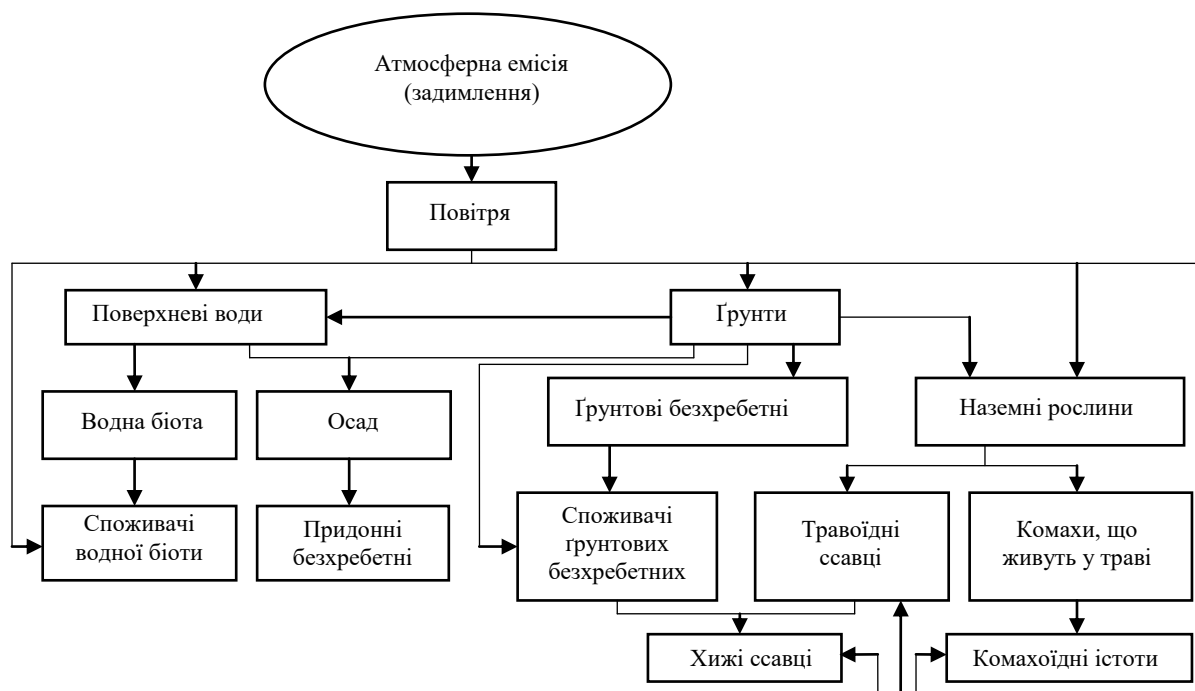 Атмосферна емісія
(задимлення)
Повітря
Поверхневі води
Ґрунти
Водна біота
Осад
Ґрунтові безхребетні
Наземні рослини
Споживачі
водної біоти
Придонні
безхребетні
Споживачі
ґрунтових
безхребетних
Травоїдні
ссавці
Комахи, що
живуть у траві
Хижі ссавці
Комахоїдні істоти